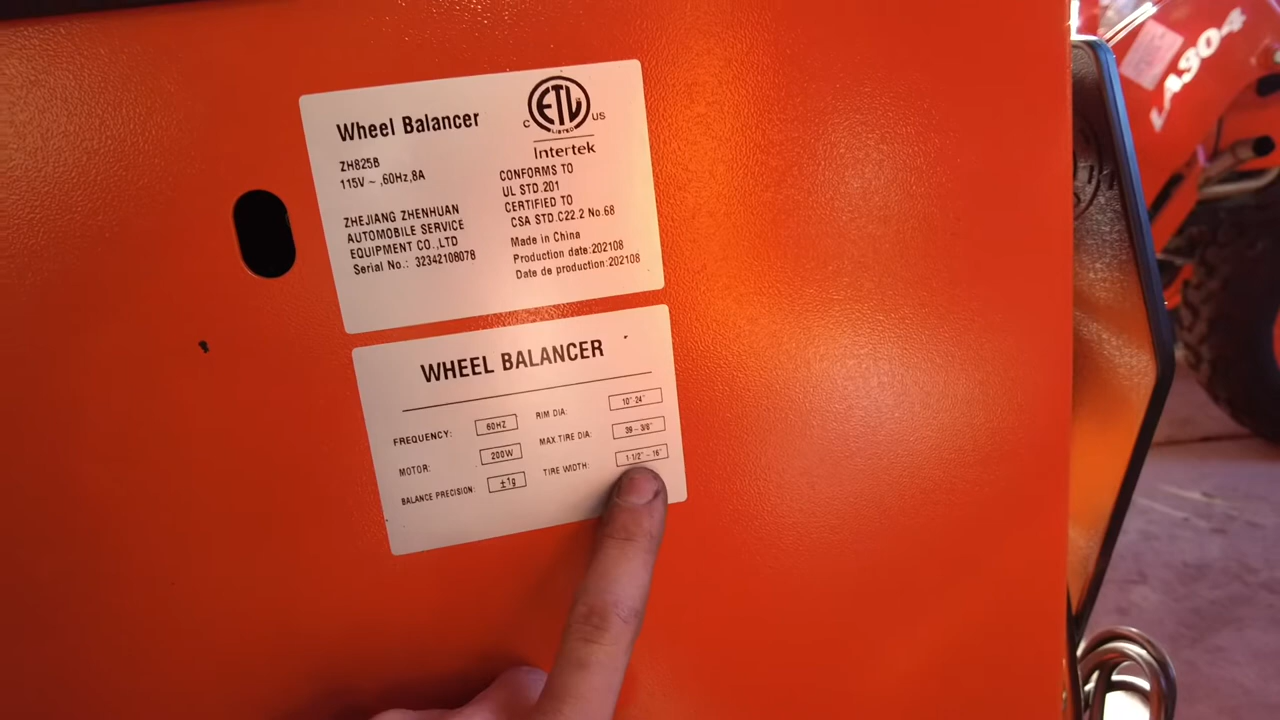 Wheel Balancer
ZH825B
115V ~ ,60Hz,8A
ZHEJIANG ZHENHUAN
AUTOMOBILE SERVICE
EQUIPMENT CO.,LTD
Serial No.: 32342108078
ETL
LISTED
C US
Intertek
CONFORMS TO
UL STD.201
CERTIFIED TO
CSA STD.C22.2 No.68
Made in China
Production date:202108
Date de production:202108
WHEEL BALANCER
FREQUENCY: 60HZ
MOTOR: 200W
BALANCE PRECISION: ±1g
RIM DIA: 10"-24"
MAX.TIRE DIA: 39-3/8"
TIRE WIDTH: 1-1/2"-16"
LA304